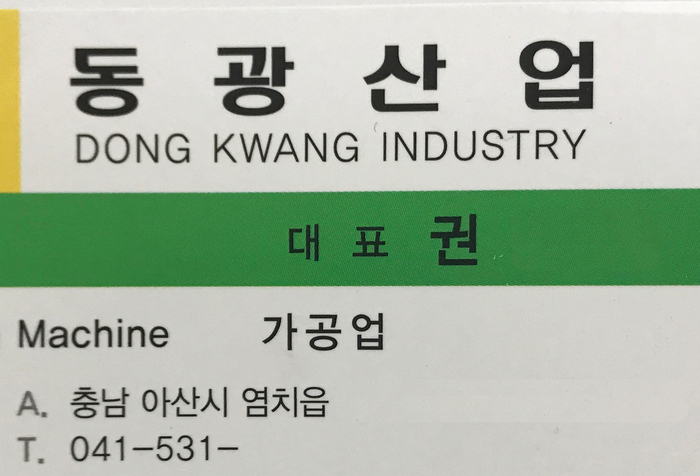 동광산업
DONG KWANG INDUSTRY
대표 권
Machine 가공업
A. 충남 아산시 염치읍
T. 041-531-